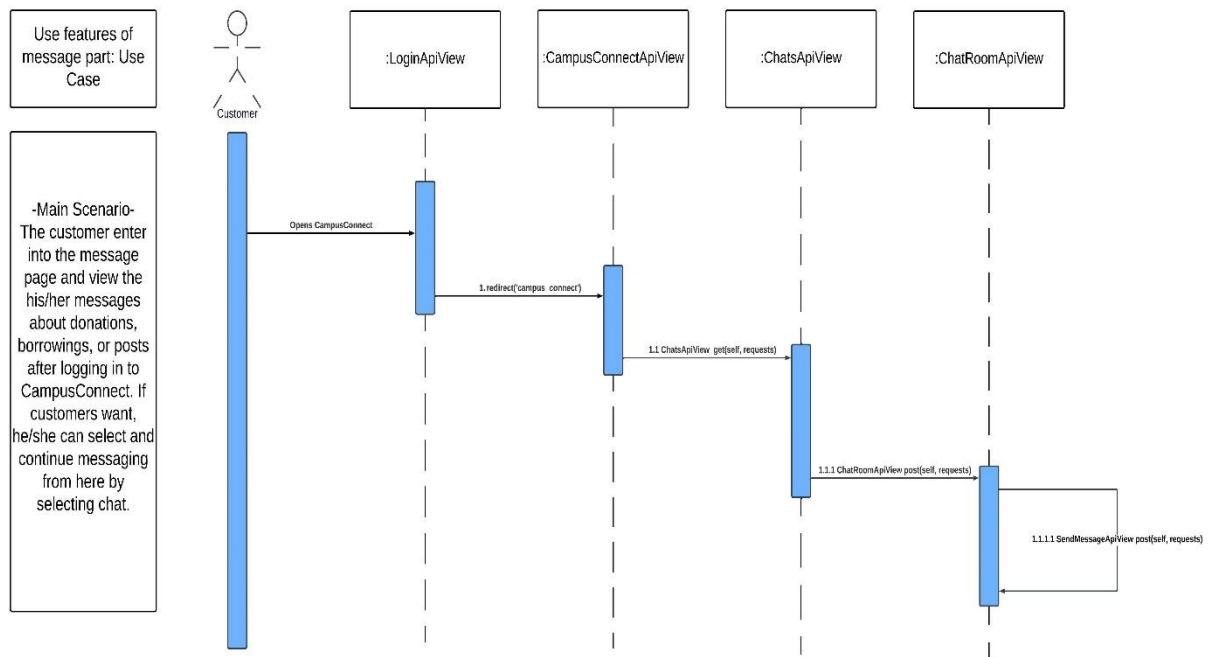 Use features of
message part: Use
Case
Customer
:LoginApiView
:CampusConnectApiView
:ChatsApiView
:ChatRoomApiView
-Main Scenario-
The customer enter
into the message
page and view the
his/her messages
about donations,
borrowings, or posts
after logging in to
CampusConnect. If
customers want,
he/she can select and
continue messaging
from here by
selecting chat.
Opens CampusConnect
1. redirect('campus_connect')
1.1 ChatsApiView get(self, requests)
1.1.1 ChatRoomApiView post(self, requests)
1.1.1.1 SendMessageApiView post(self, requests)